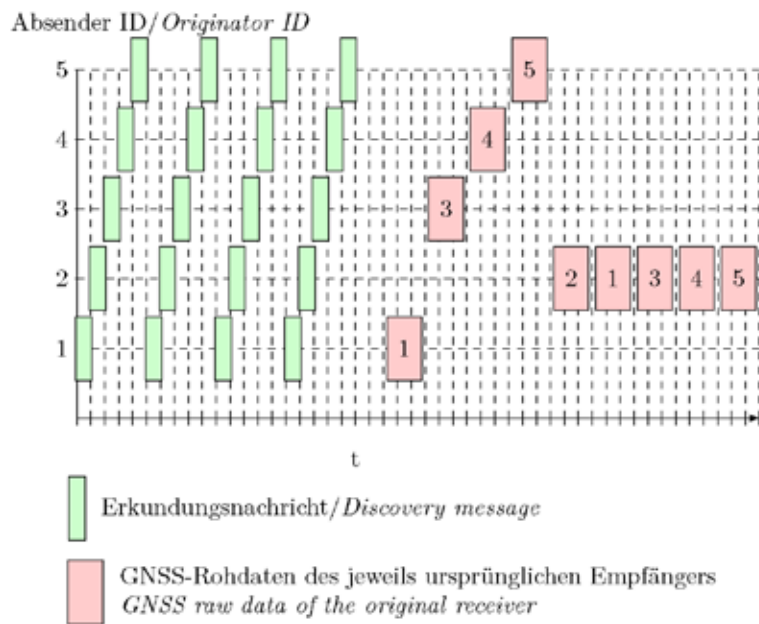 Absender ID/Originator ID
5
5
4
4
3
3
2
2 1 3 4 5
1
1
t
Erkundungsnachricht/Discovery message
GNSS-Rohdaten des jeweils ursprünglichen Empfängers
GNSS raw data of the original receiver